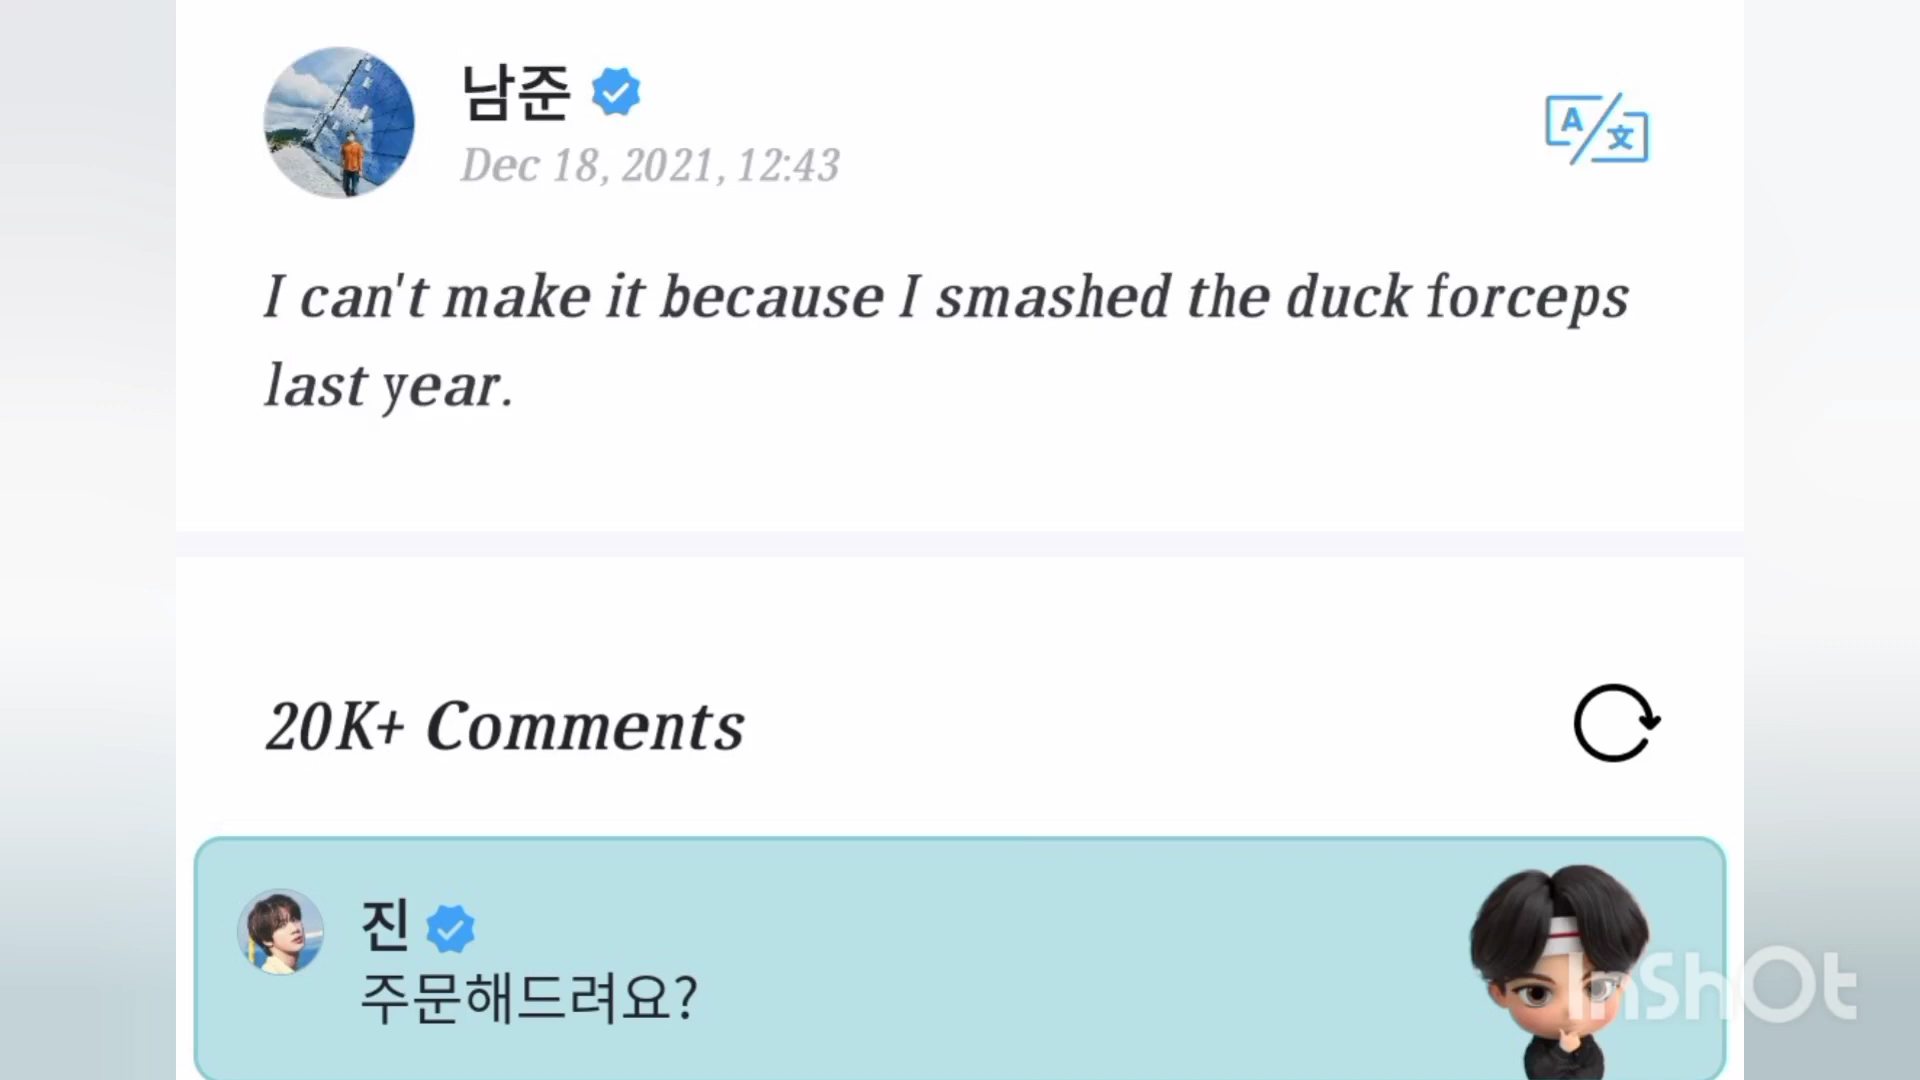 남준
Dec 18, 2021, 12:43
I can't make it because I smashed the duck forceps
last year.
20K+ Comments
진
주문해드려요?
InShOt